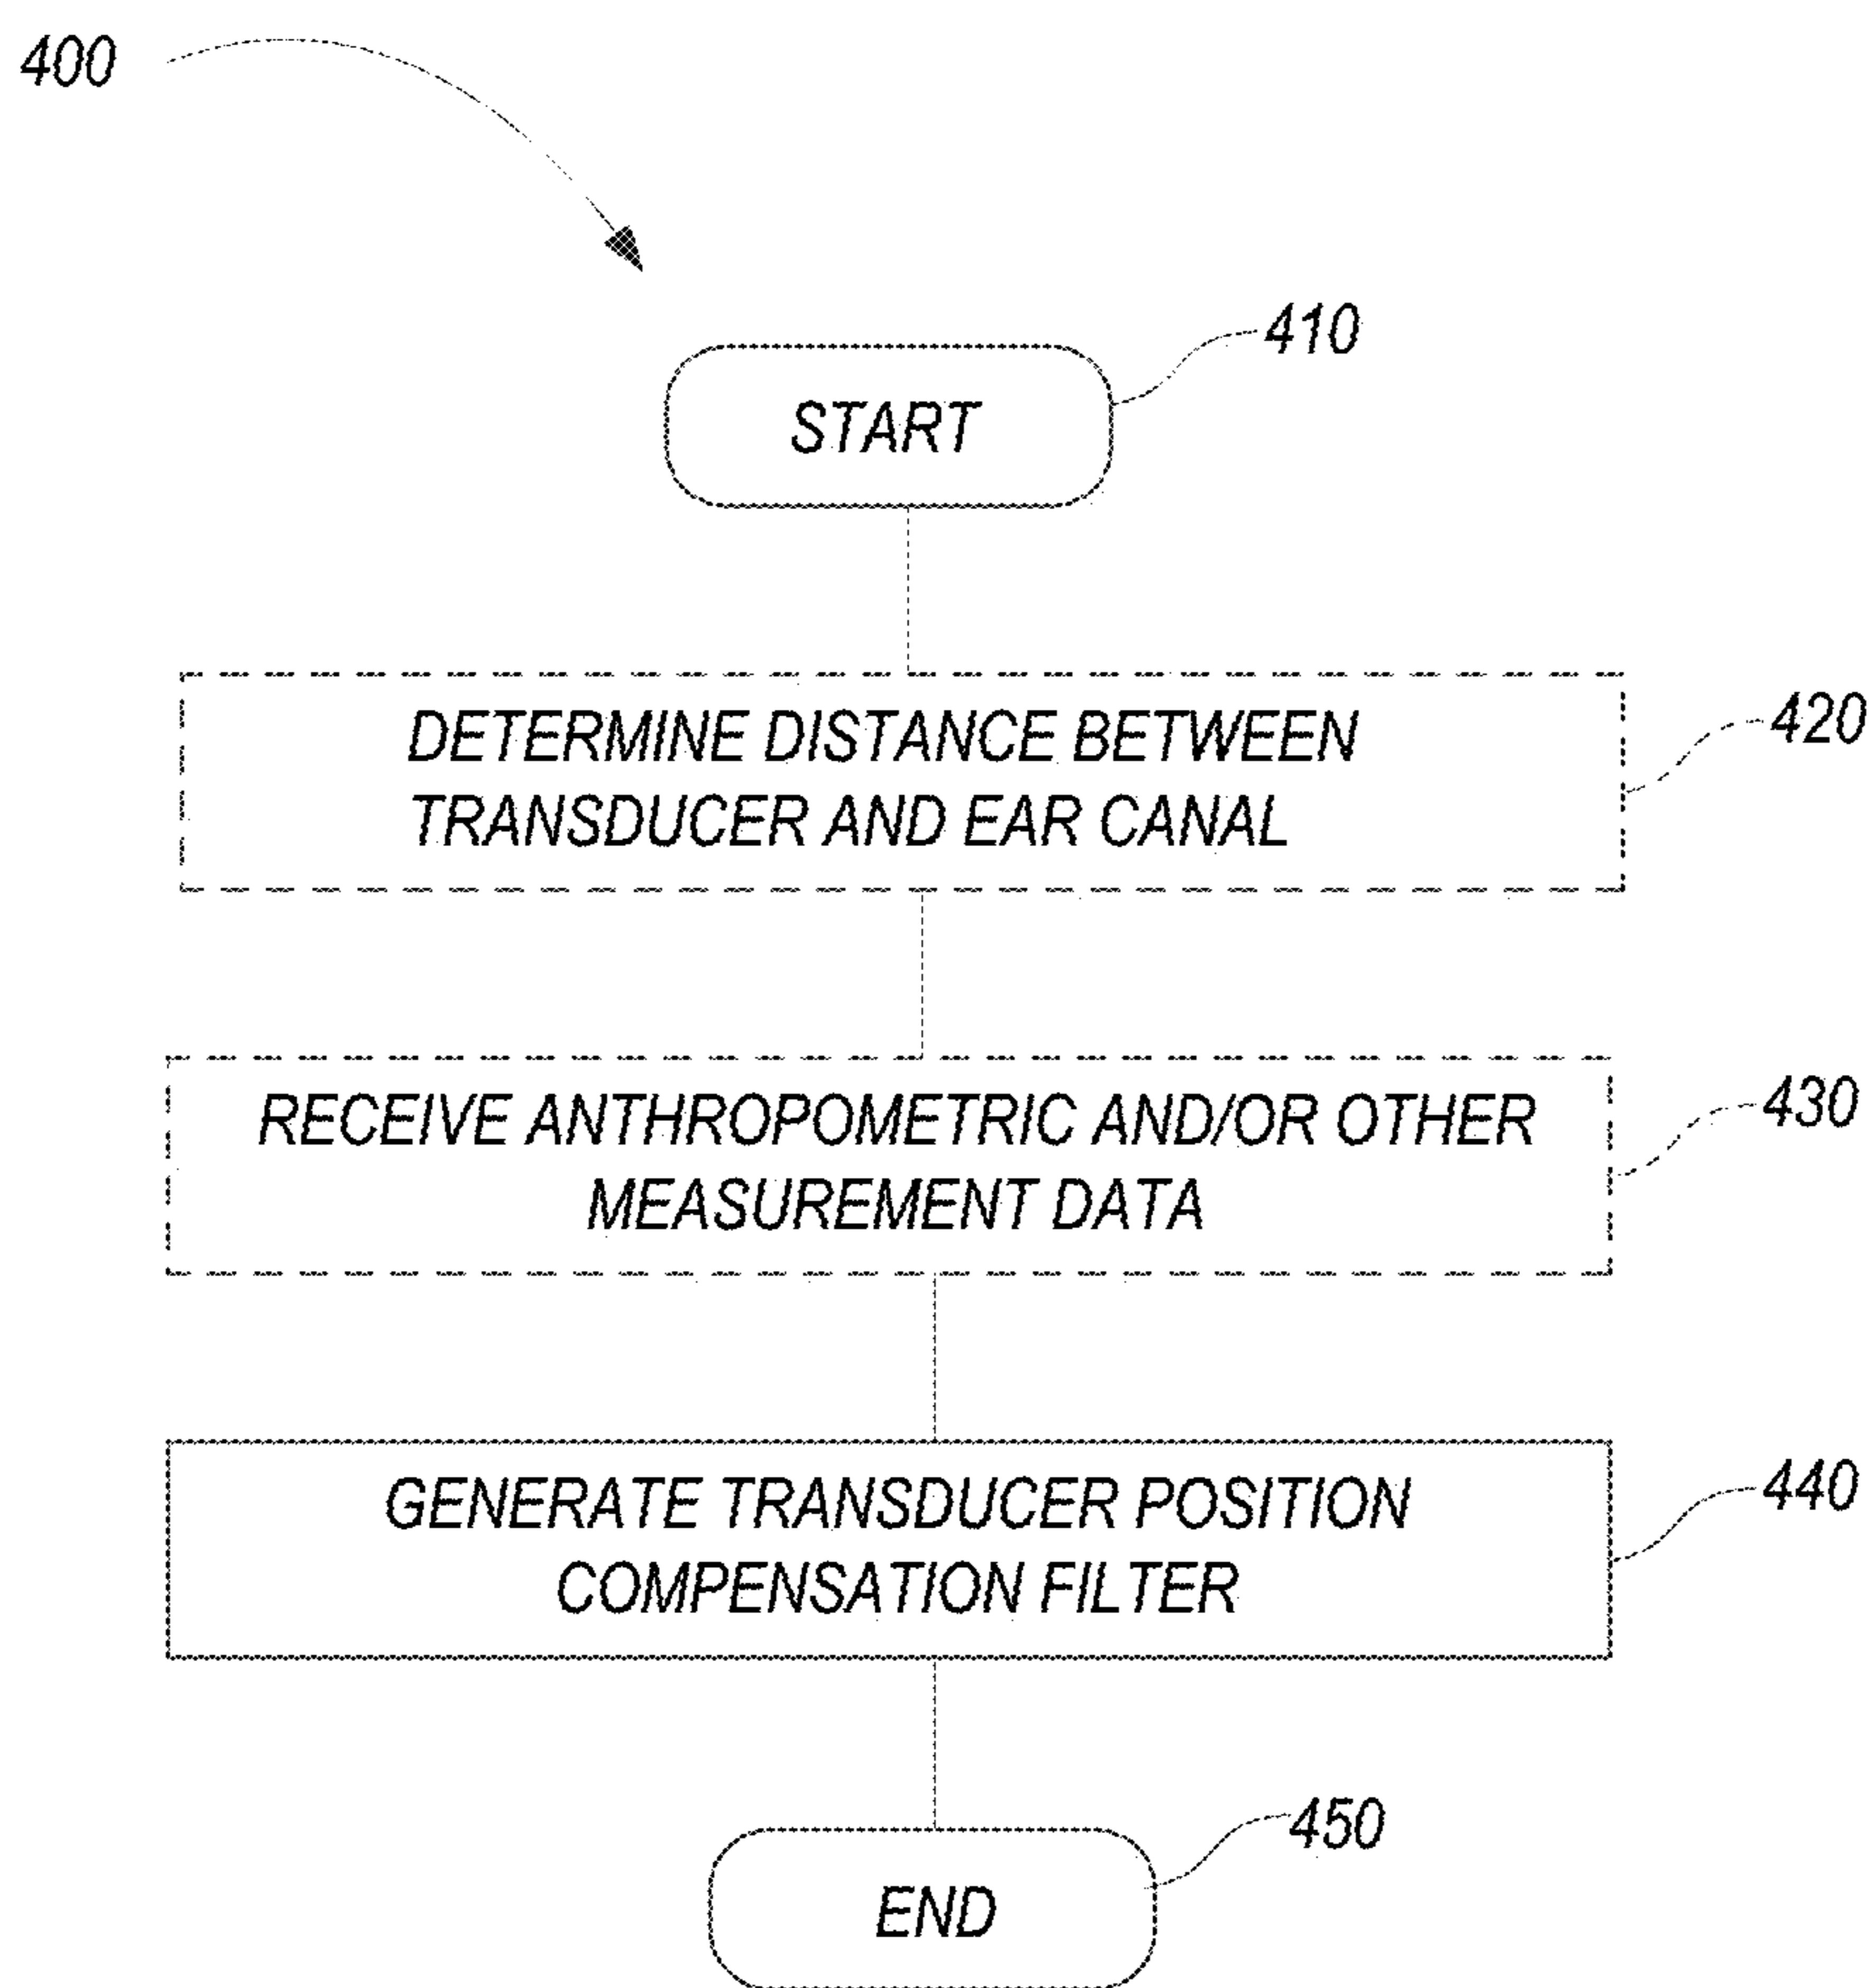 400
410
START
DETERMINE DISTANCE BETWEEN
TRANSDUCER AND EAR CANAL
420
RECEIVE ANTHROPOMETRIC AND/OR OTHER
MEASUREMENT DATA
430
GENERATE TRANSDUCER POSITION
COMPENSATION FILTER
440
450
END